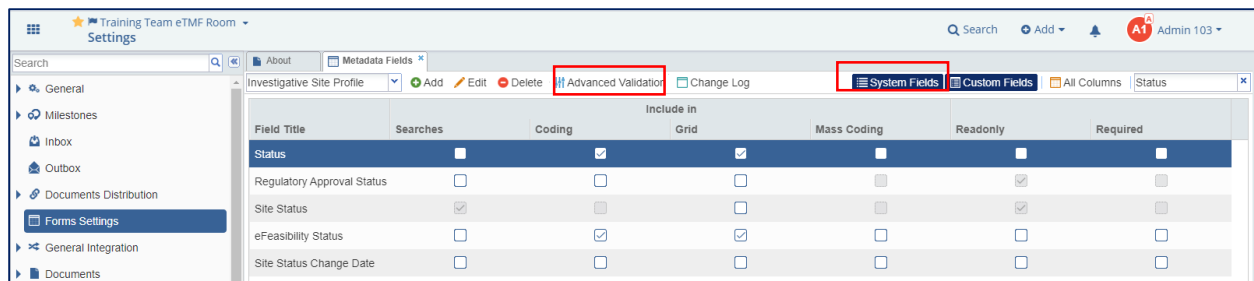 Training Team eTMF Room
Settings
Search
Add
A
A1
Admin 103
Search
About
Metadata Fields
General
Milestones
Inbox
Outbox
Documents Distribution
Forms Settings
General Integration
Documents
Investigative Site Profile
Add
Edit
Delete
Advanced Validation
Change Log
System Fields
Custom Fields
All Columns
Status
Include in
Field Title Searches Coding Grid Mass Coding Readonly Required
Status
Regulatory Approval Status
Site Status
eFeasibility Status
Site Status Change Date